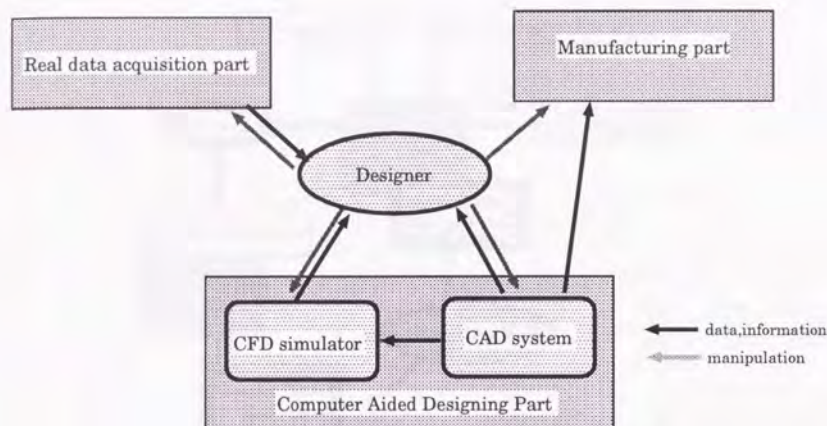 Real data acquisition part
Manufacturing part
Designer
CFD simulator
CAD system
Computer Aided Designing Part
data,information
manipulation